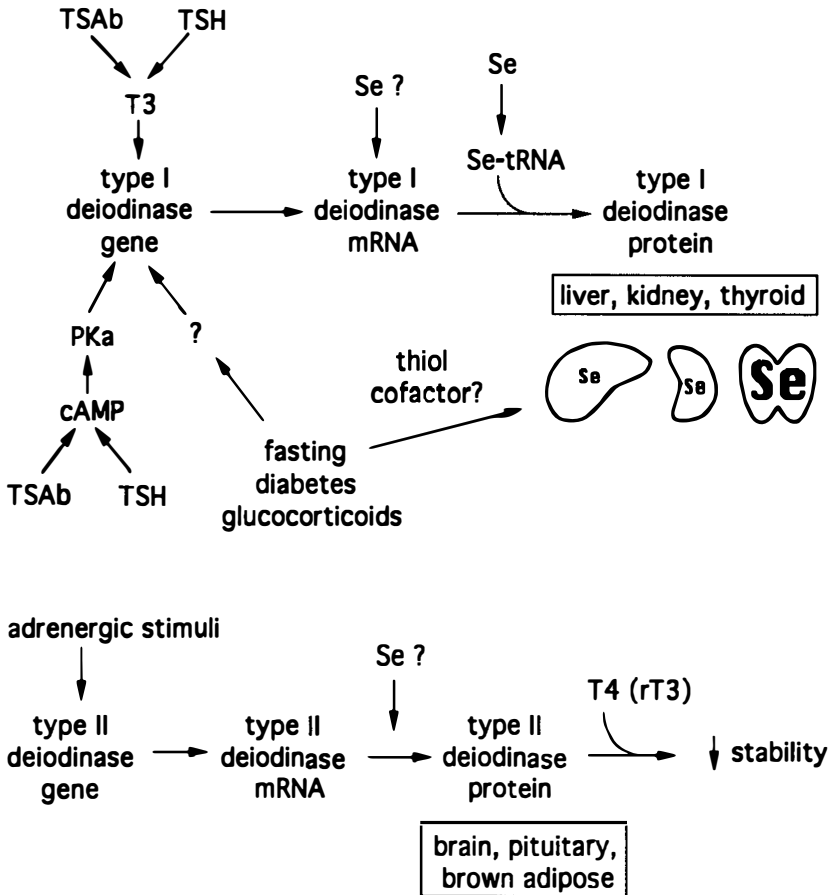 TSAb TSH
T3
type I
deiodinase
gene
Se ?
type I
deiodinase
mRNA
Se
Se-tRNA
type I
deiodinase
protein
liver, kidney, thyroid
Se
Se
Se
PKa
cAMP
TSAb TSH
?
fasting
diabetes
glucocorticoids
thiol
cofactor?
adrenergic stimuli
type II
deiodinase
gene
type II
deiodinase
mRNA
Se ?
type II
deiodinase
protein
brain, pituitary,
brown adipose
T4 (rT3)
↓ stability